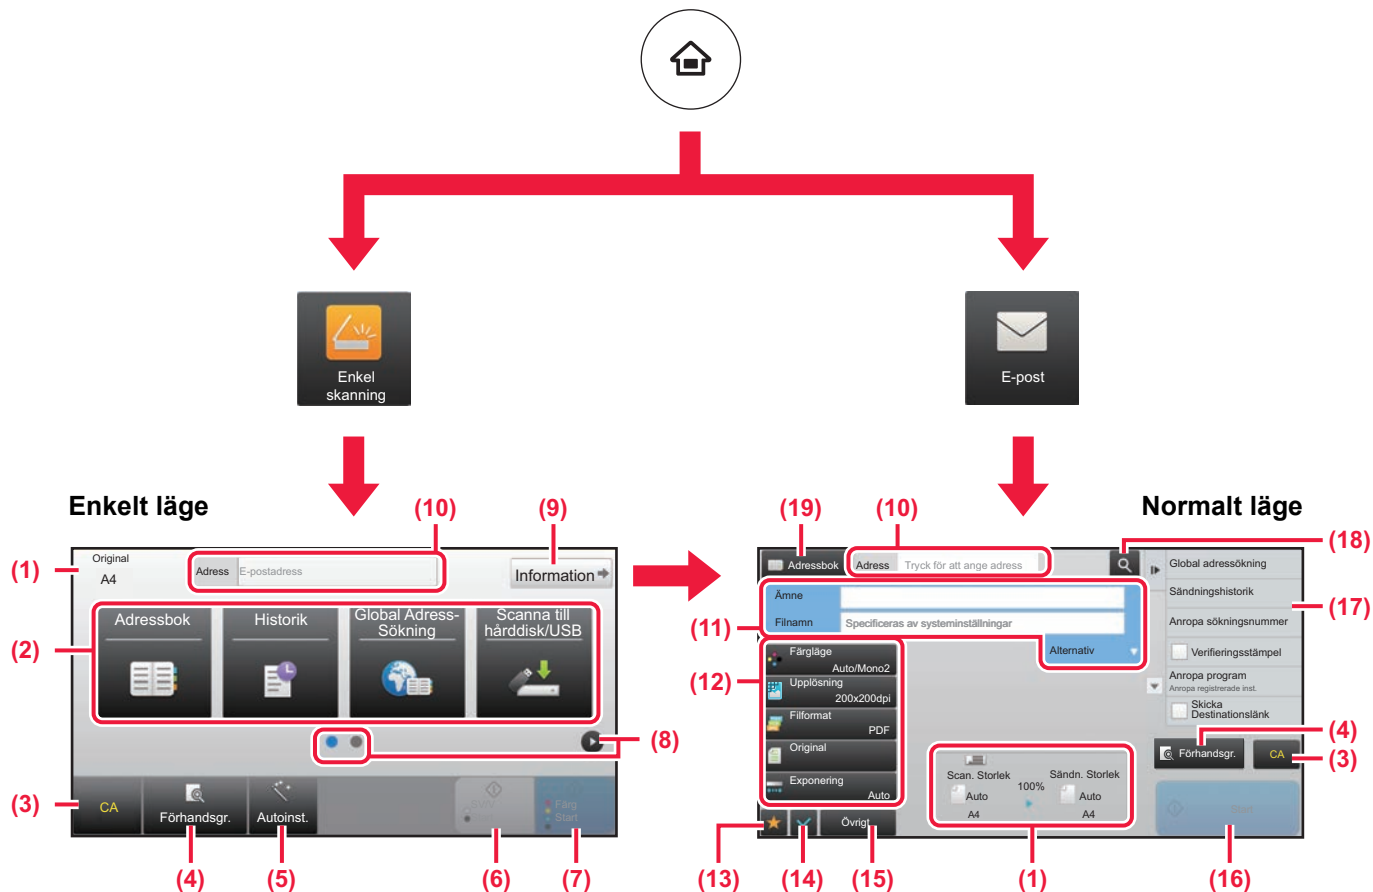 Enkel
skanning
E-post
Enkelt läge
Normalt läge
(10)
(9)
(1)
Original
A4
Adress
E-postadress
Information
(2)
Adressbok
Historik
Global Adress-
Sökning
Scanna till
hårddisk/USB
(8)
(3)
CA
Förhandsgr.
Autoinst.
SV/V
Start
Färg
Start
(4)
(5)
(6)
(7)
(19)
(10)
(18)
Adressbok
Adress
Tryck för att ange adress
Global adressökning
Sändningshistorik
(17)
Anropa sökningsnummer
Verifieringsstämpel
Anropa program
Anropa registrerade inst.
Skicka
Destinationslänk
(11)
Ämne
Filnamn
Specificeras av systeminställningar
Alternativ
(12)
Färgläge
Auto/Mono2
Upplösning
200x200dpi
Filformat
PDF
Original
Exponering
Auto
(4)
Förhandsgr.
CA
(3)
Scan. Storlek
100%
Sändn. Storlek
Auto
Auto
A4
A4
Övrigt
Start
(13)
(14)
(15)
(1)
(16)